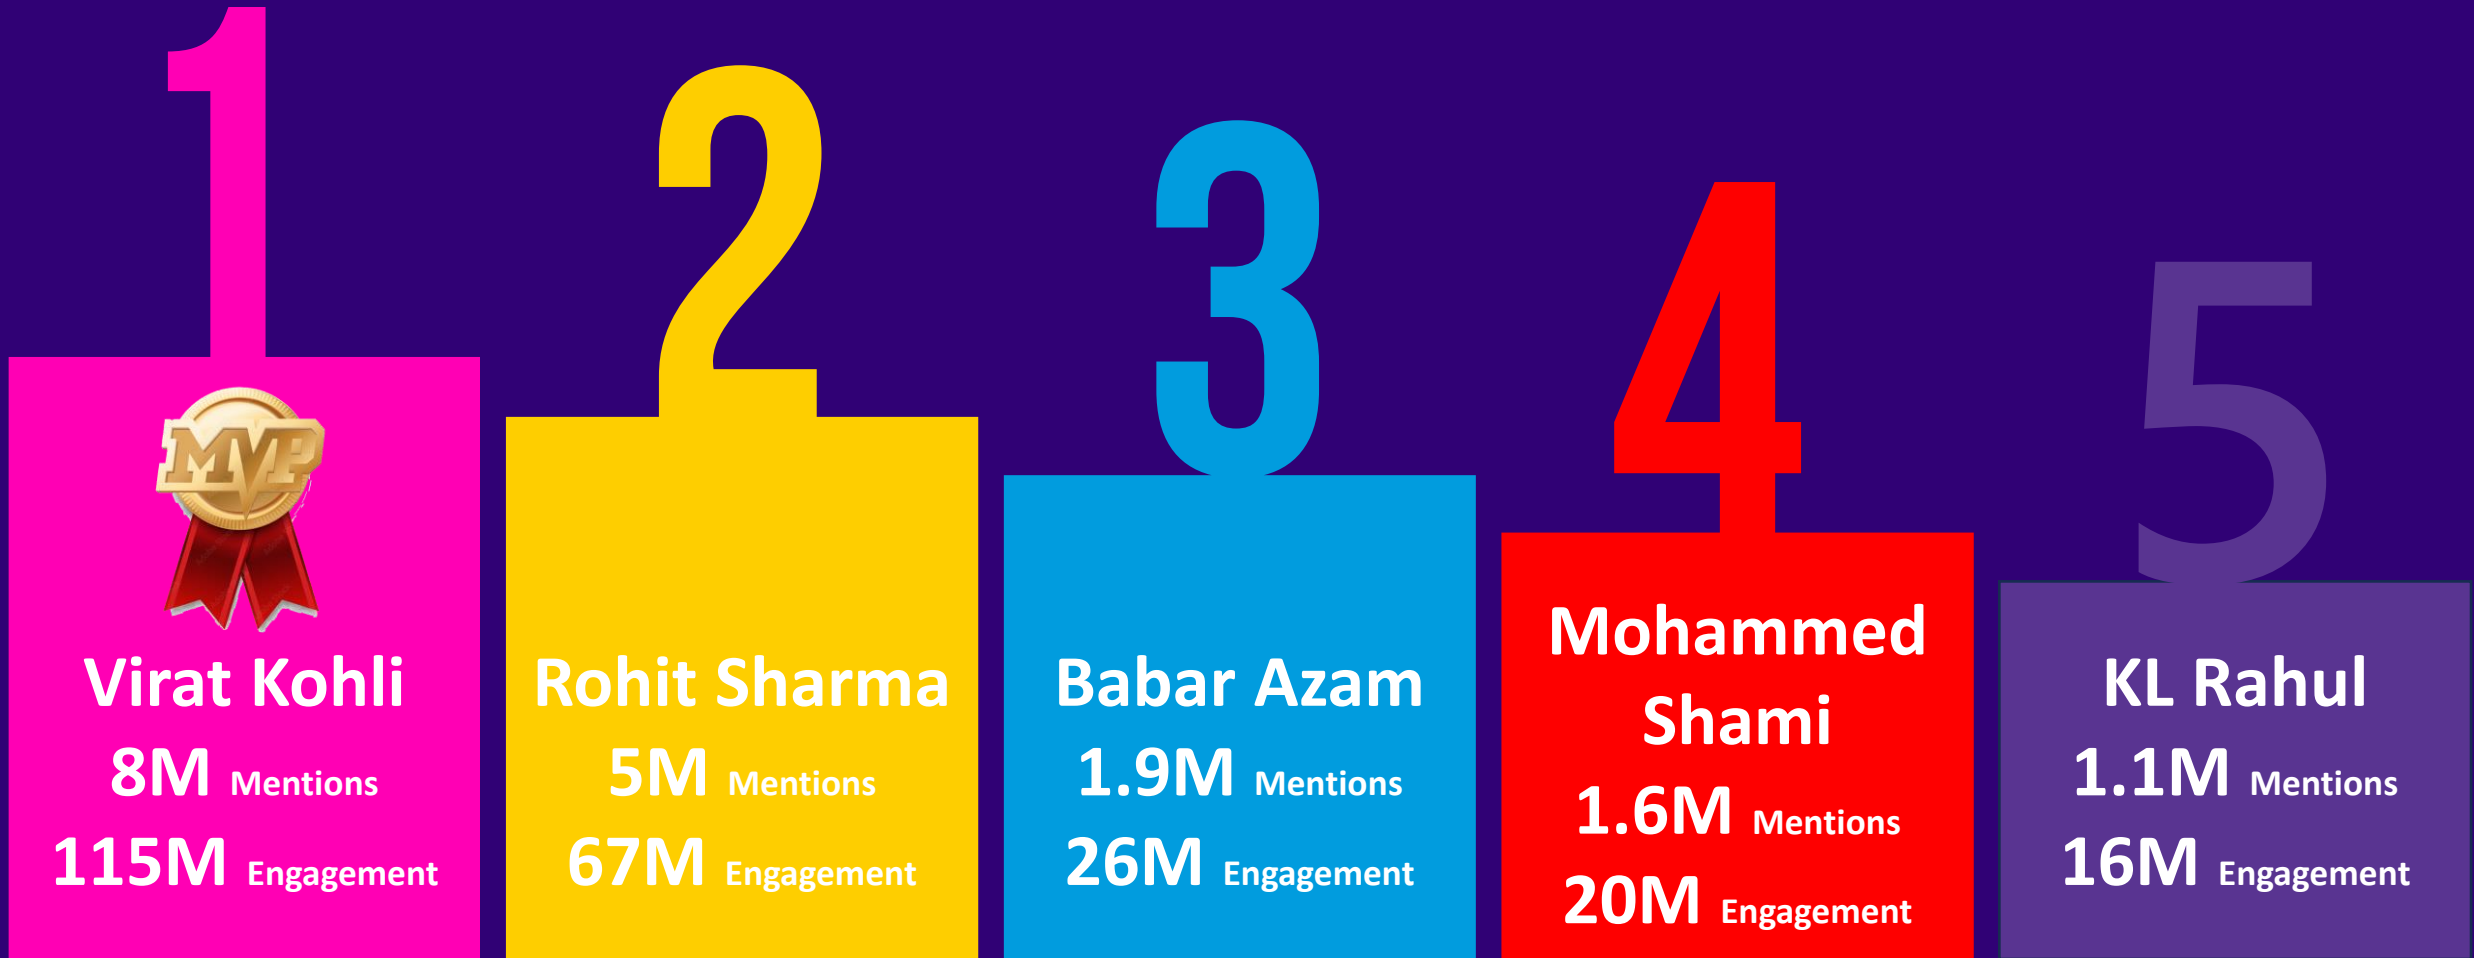 1
MVP
Virat Kohli
8M Mentions
115M Engagement
2
Rohit Sharma
5M Mentions
67M Engagement
3
Babar Azam
1.9M Mentions
26M Engagement
4
Mohammed
Shami
1.6M Mentions
20M Engagement
5
KL Rahul
1.1M Mentions
16M Engagement